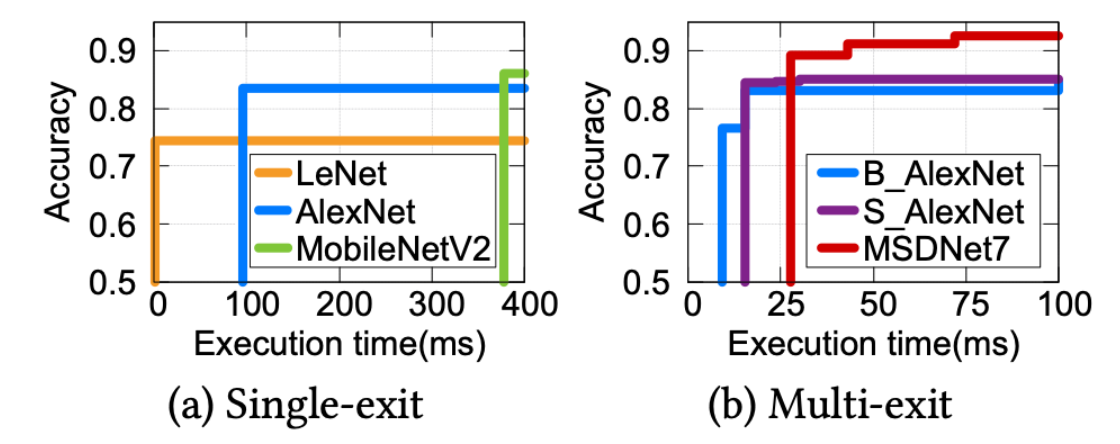 Accuracy
0.9
0.8
0.7
0.6
0.5
LeNet
AlexNet
MobileNetV2
0 100 200 300 400
Execution time(ms)
(a) Single-exit
Accuracy
0.9
0.8
0.7
0.6
0.5
B_AlexNet
S_AlexNet
MSDNet7
0 25 50 75 100
Execution time(ms)
(b) Multi-exit